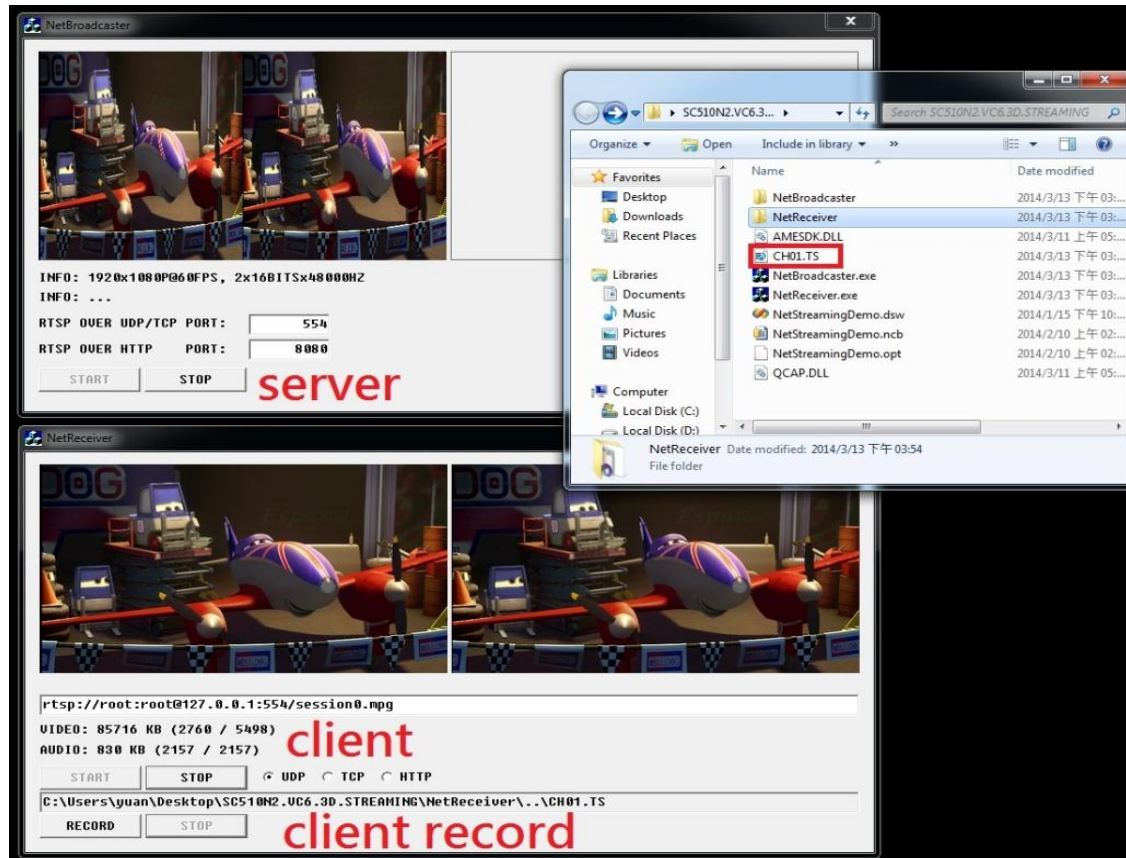 NetBroadcaster
INFO: 1920x1080P@60FPS, 2x16BITSx48000HZ
INFO: ...
RTSP OVER UDP/TCP PORT: 554
RTSP OVER HTTP PORT: 8080
START STOP
server
SC510N2.VC6.3... Search SC510N2.VC6.3D.STREAMING
Organize Open Include in library »
Favorites
Desktop
Downloads
Recent Places
Libraries
Documents
Music
Pictures
Videos
Computer
Local Disk (C:)
Local Disk (D:)
Name Date modified
NetBroadcaster 2014/3/13 下午 03:...
NetReceiver 2014/3/13 下午 03:...
AMESDK.DLL 2014/3/11 上午 05:...
CH01.TS 2014/3/13 下午 03:...
NetBroadcaster.exe 2014/3/13 下午 03:...
NetReceiver.exe 2014/3/13 下午 03:...
NetStreamingDemo.dsw 2014/1/15 下午 10:...
NetStreamingDemo.ncb 2014/2/10 上午 02:...
NetStreamingDemo.opt 2014/2/10 上午 02:...
QCAP.DLL 2014/3/11 上午 05:...
NetReceiver Date modified: 2014/3/13 下午 03:54
File folder
NetReceiver
rtsp://root:root@127.0.0.1:554/session0.mpg
VIDEO: 85716 KB (2760 / 5498)
AUDIO: 830 KB (2157 / 2157)
client
START STOP UDP TCP HTTP
C:\Users\yuan\Desktop\SC510N2.VC6.3D.STREAMING\NetReceiver\..\CH01.TS
RECORD STOP
client record